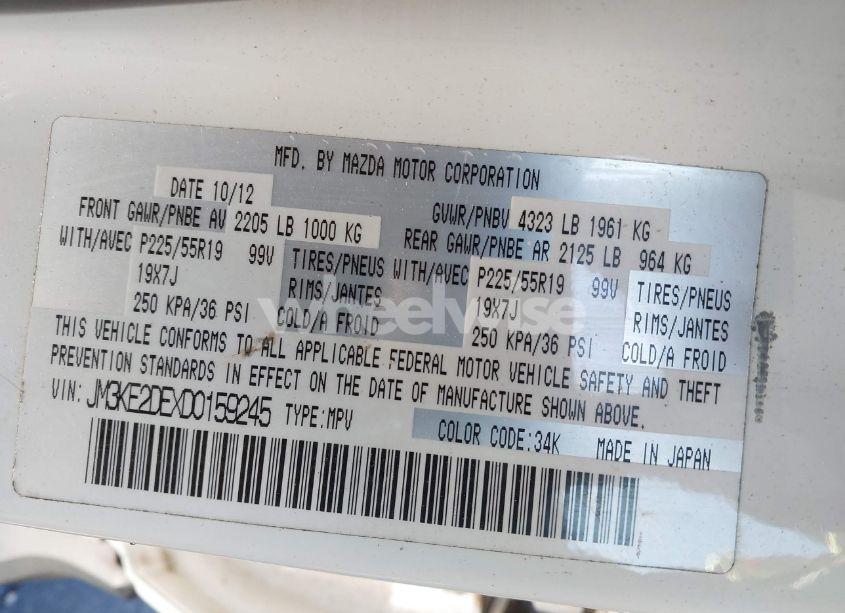 MFD. BY MAZDA MOTOR CORPORATION
DATE 10/12
FRONT GAWR/PNBE AV 2205 LB 1000 KG
GVWR/PNBV 4323 LB 1961 KG
REAR GAWR/PNBE AR 2125 LB 964 KG
WITH/AVEC P225/55R19 99V TIRES/PNEUS
19X7J RIMS/JANTES
250 KPA/36 PSI COLD/A FROID
WITH/AVEC P225/55R19 99V TIRES/PNEUS
19X7J RIMS/JANTES
250 KPA/36 PSI COLD/A FROID
THIS VEHICLE CONFORMS TO ALL APPLICABLE FEDERAL MOTOR VEHICLE SAFETY AND THEFT
PREVENTION STANDARDS IN EFFECT ON THE DATE OF MANUFACTURE SHOWN ABOVE.
VIN: JM3KE2DEXD0159245 TYPE:MPV
COLOR CODE:34K MADE IN JAPAN
wheelwise